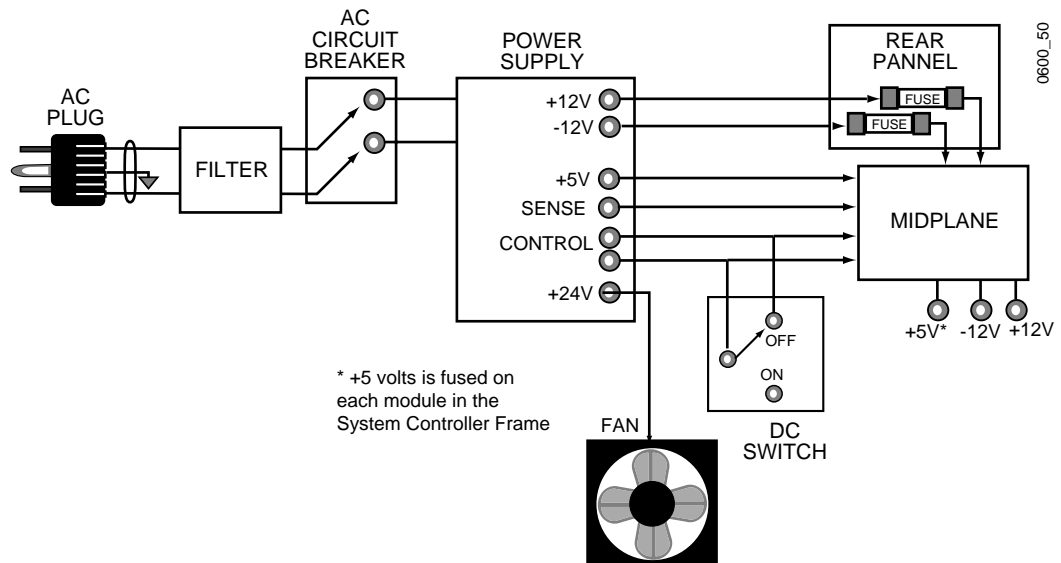 AC
PLUG
FILTER
AC
CIRCUIT
BREAKER
POWER
SUPPLY
+12V
-12V
+5V
SENSE
CONTROL
+24V
REAR
PANNEL
FUSE
FUSE
MIDPLANE
+5V*
-12V
+12V
OFF
ON
DC
SWITCH
* +5 volts is fused on
each module in the
System Controller Frame
FAN
0600_50